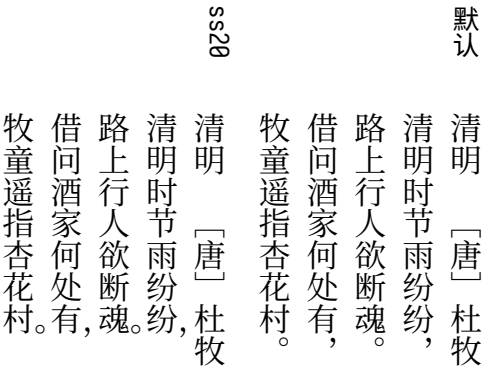 默认
清明　［唐］杜牧
清明时节雨纷纷，
路上行人欲断魂。
借问酒家何处有，
牧童遥指杏花村。
ss20
清明　［唐］杜牧
清明时节雨纷纷，
路上行人欲断魂。
借问酒家何处有，
牧童遥指杏花村。